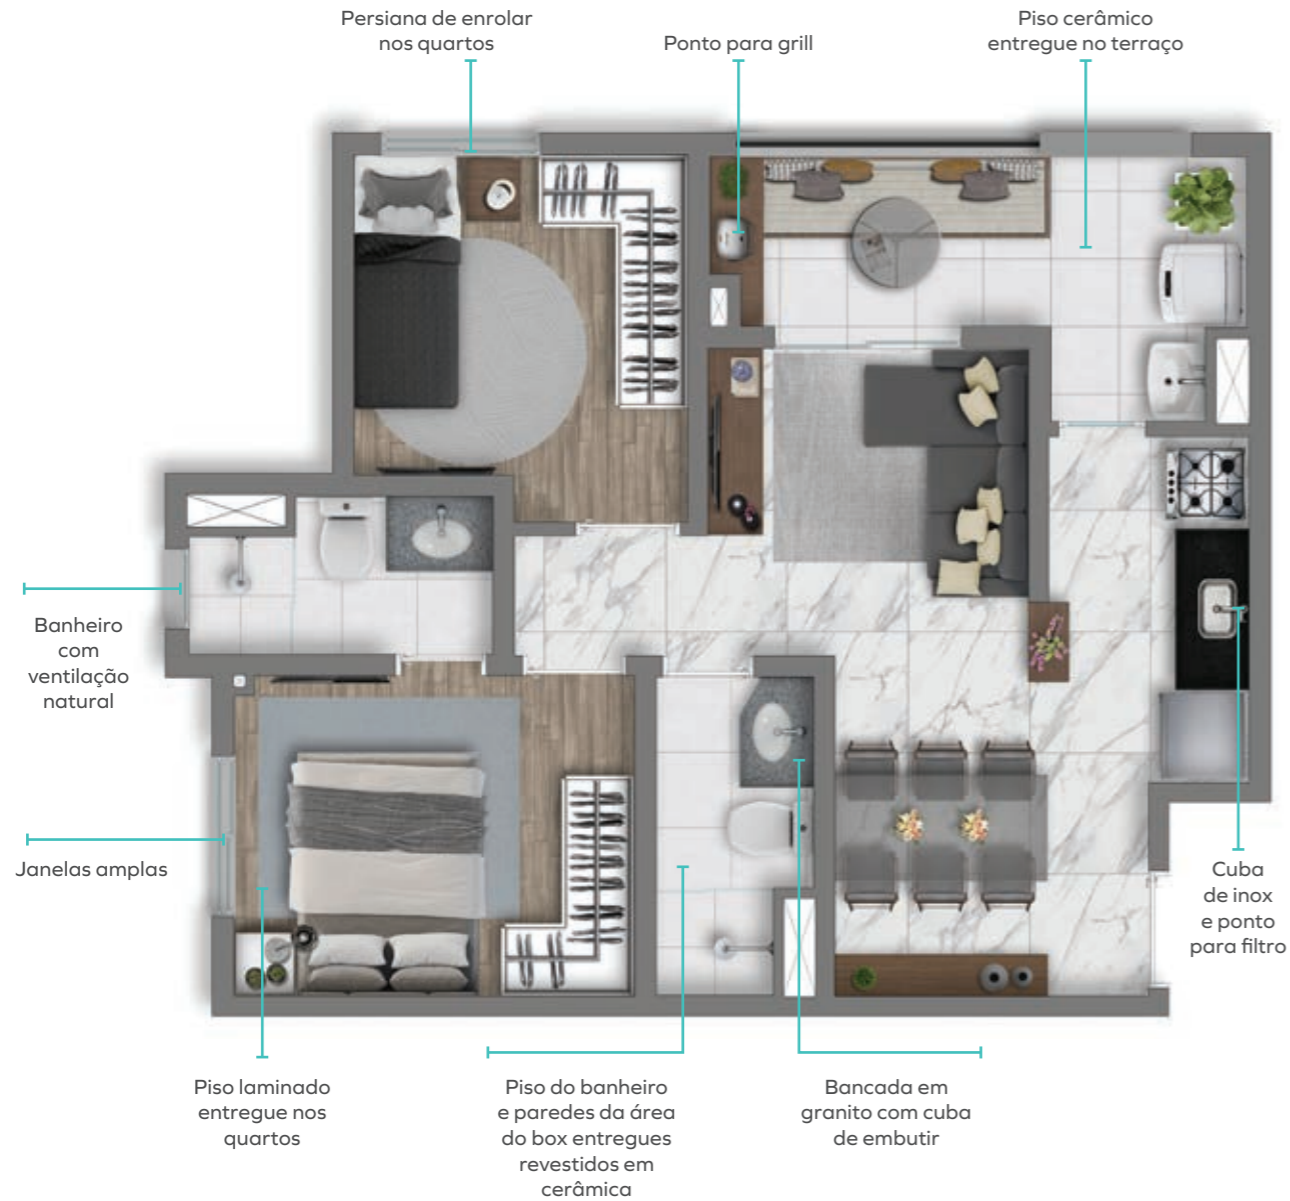 Persiana de enrolar
nos quartos
Ponto para grill
Piso cerâmico
entregue no terraço
Banheiro
com
ventilação
natural
Janelas amplas
Cuba
de inox
e ponto
para filtro
Piso laminado
entregue nos
quartos
Piso do banheiro
e paredes da área
do box entregues
revestidos em
cerâmica
Bancada em
granito com cuba
de embutir